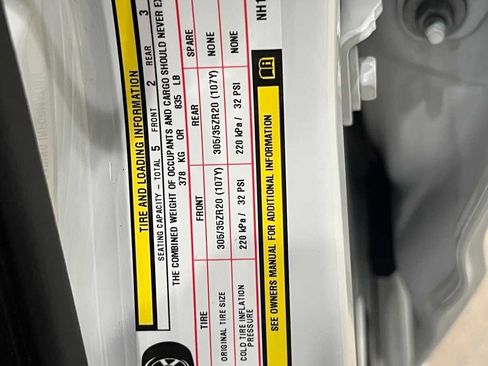 TIRE AND LOADING INFORMATION
SEATING CAPACITY - TOTAL 5 FRONT 2 REAR 3
THE COMBINED WEIGHT OF OCCUPANTS AND CARGO SHOULD NEVER
378 KG OR 835 LB
TIRE FRONT REAR SPARE
ORIGINAL TIRE SIZE 305/35ZR20 (107Y) 305/35ZR20 (107Y) NONE
COLD TIRE INFLATION PRESSURE 220 kPa / 32 PSI 220 kPa / 32 PSI NONE
SEE OWNERS MANUAL FOR ADDITIONAL INFORMATION
NH1